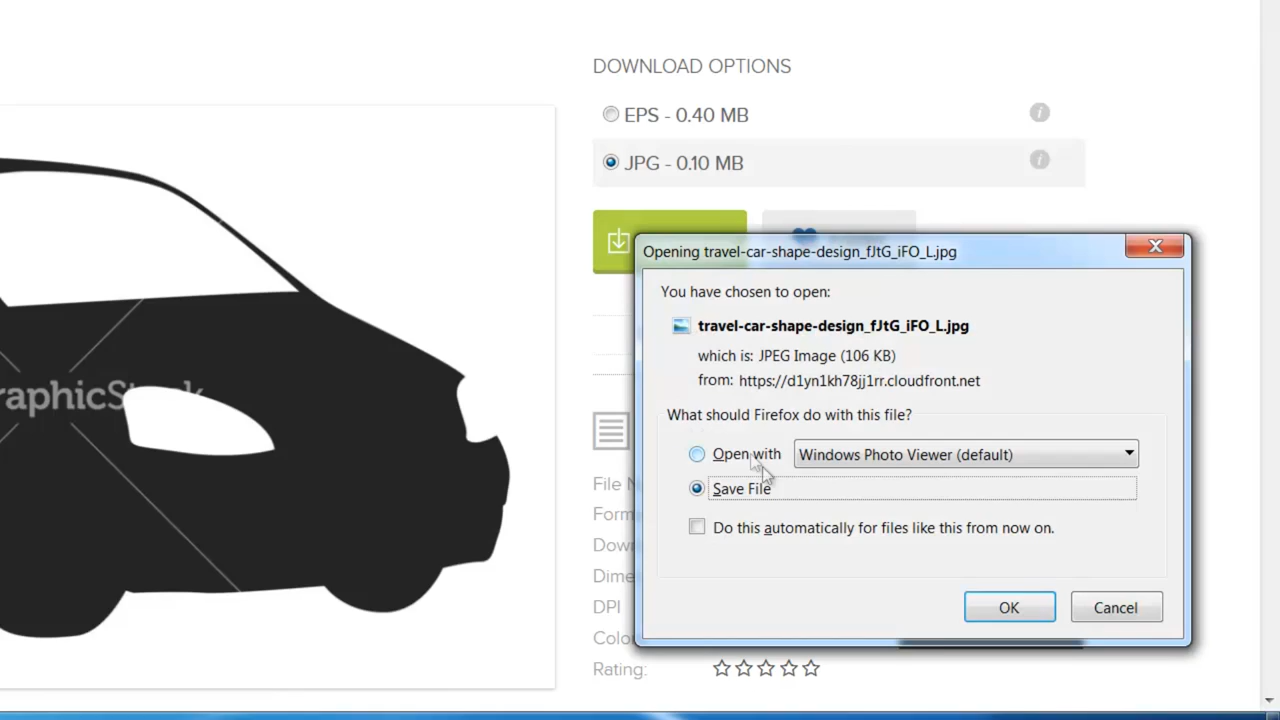 DOWNLOAD OPTIONS
EPS - 0.40 MB
JPG - 0.10 MB
Opening travel-car-shape-design_fJtG_iFO_L.jpg
You have chosen to open:
travel-car-shape-design_fJtG_iFO_L.jpg
which is: JPEG Image (106 KB)
from: https://d1yn1kh78jj1rr.cloudfront.net
What should Firefox do with this file?
Open with Windows Photo Viewer (default)
Save File
Do this automatically for files like this from now on.
OK Cancel
raphicStock
File N
Form
Down
Dime
DPI
Colo
Rating: